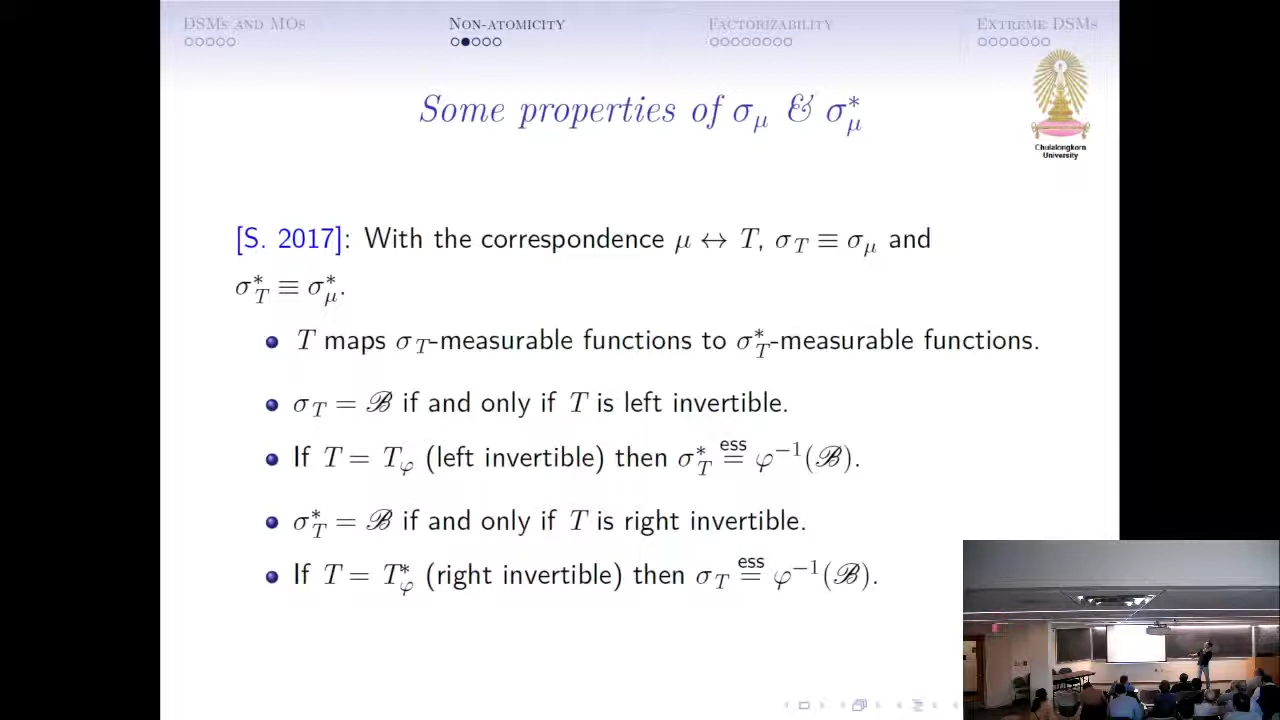 DSMs and MOs Non-atomicity Factorizability Extreme DSMs
Some properties of σ_μ & σ*_μ
Chulalongkorn
University
[S. 2017]: With the correspondence μ ↔ T, σ_T ≡ σ_μ and
σ*_T ≡ σ*_μ.
T maps σ_T-measurable functions to σ*_T-measurable functions.
σ_T = ℬ if and only if T is left invertible.
If T = T_φ (left invertible) then σ*_T ess= φ⁻¹(ℬ).
σ*_T = ℬ if and only if T is right invertible.
If T = T*_φ (right invertible) then σ_T ess= φ⁻¹(ℬ).